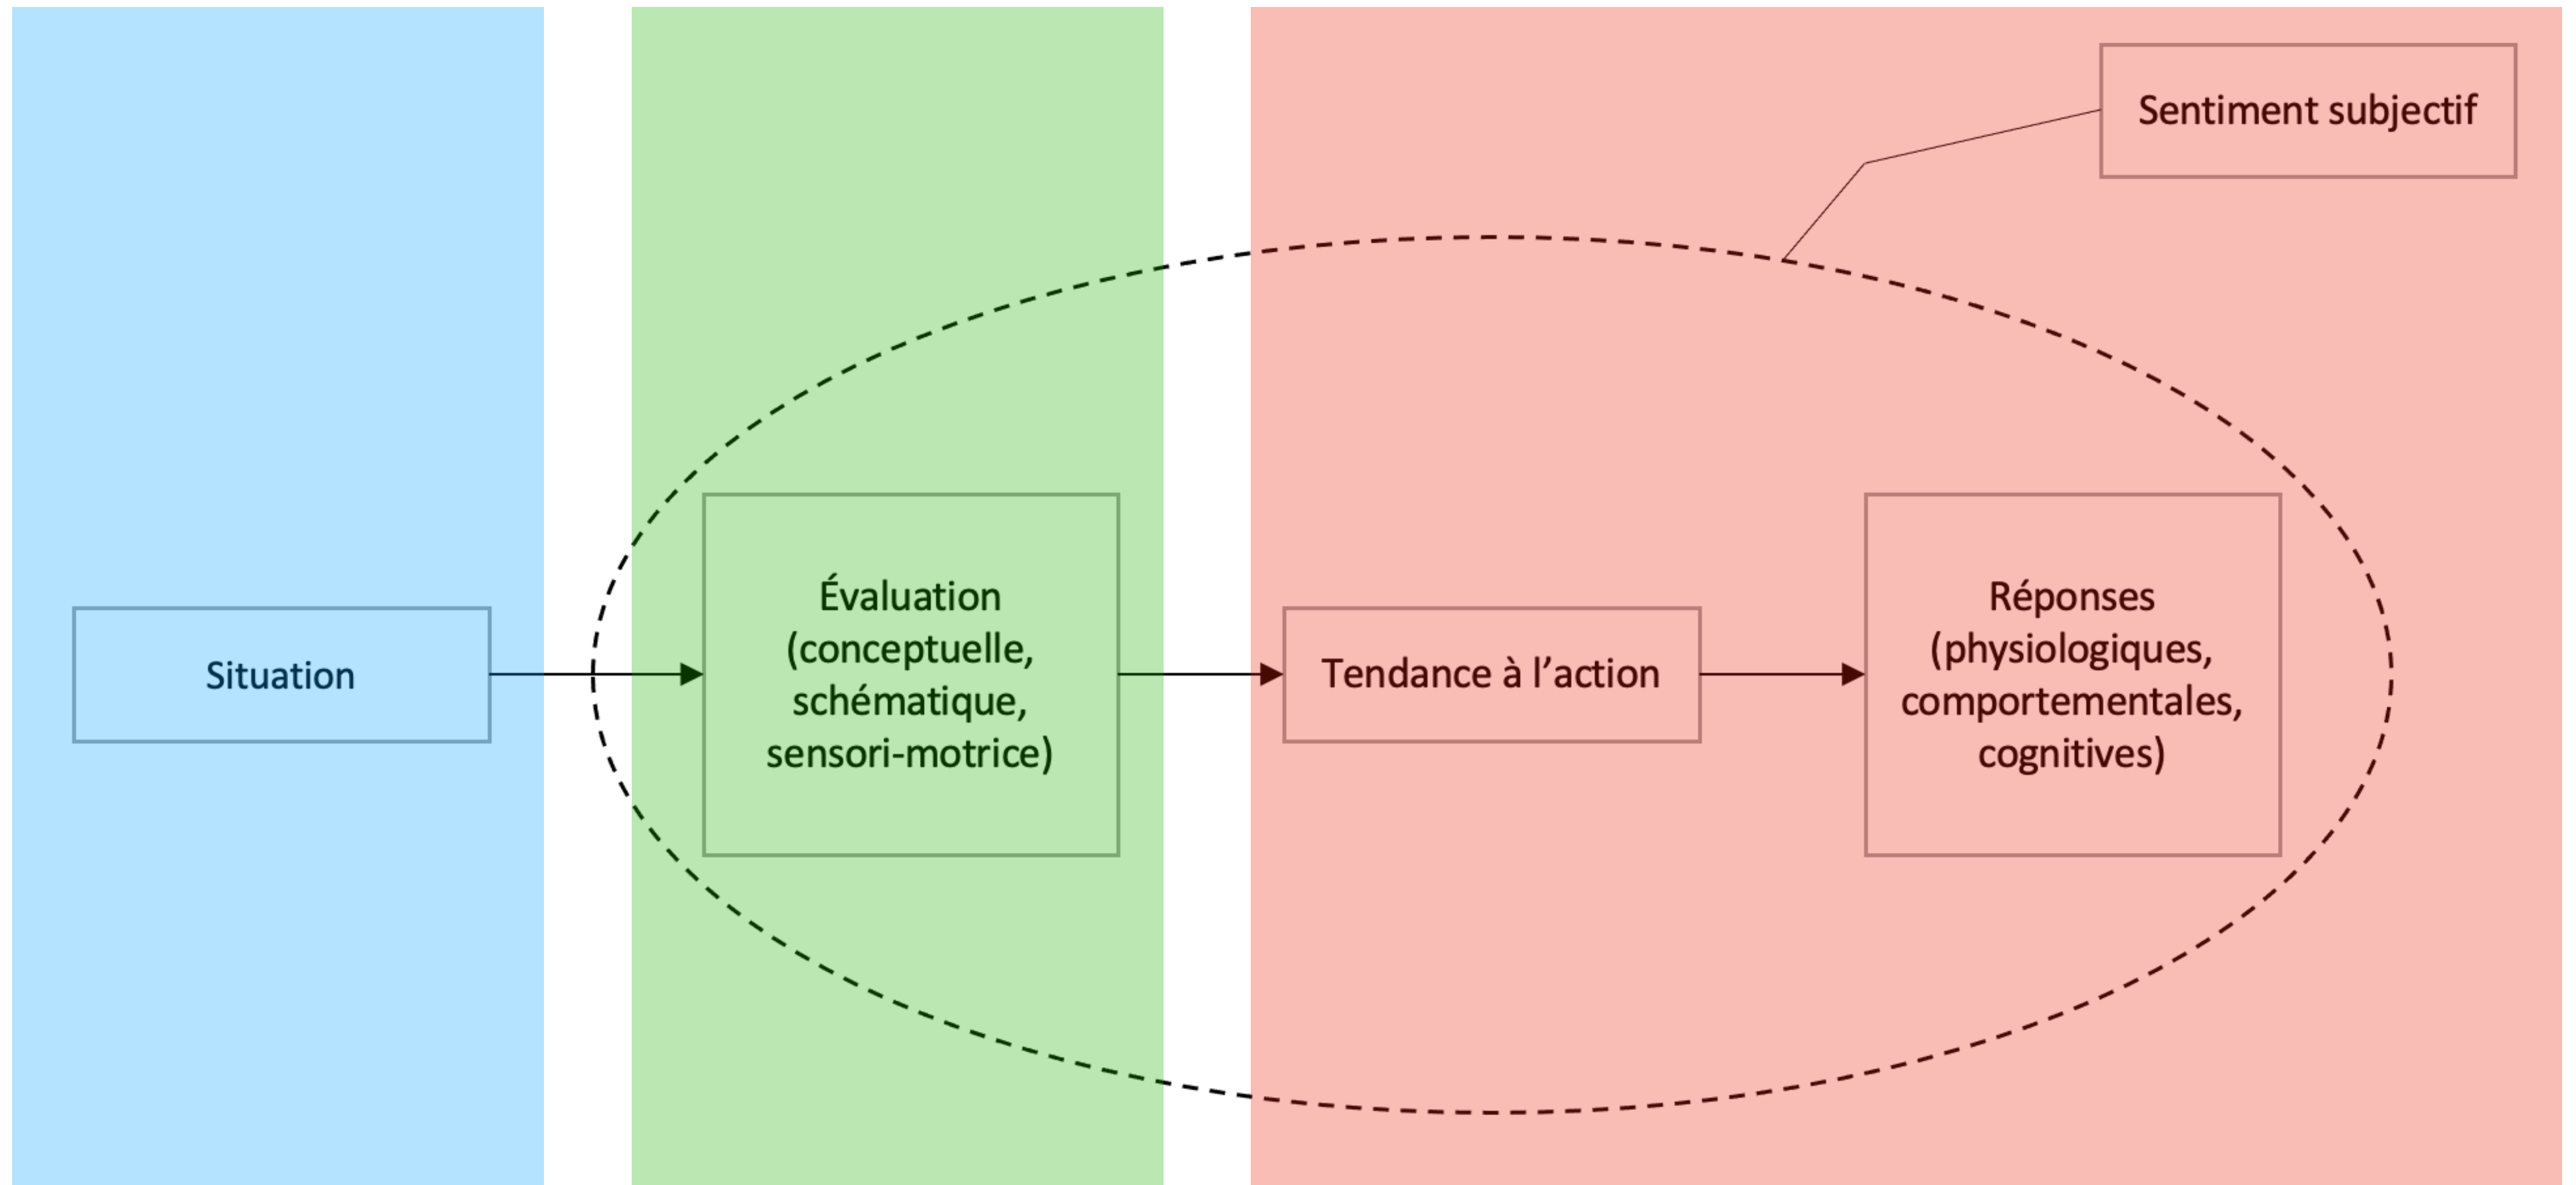 Sentiment subjectif
Situation
Évaluation
(conceptuelle,
schématique,
sensori-motrice)
Tendance à l’action
Réponses
(physiologiques,
comportementales,
cognitives)